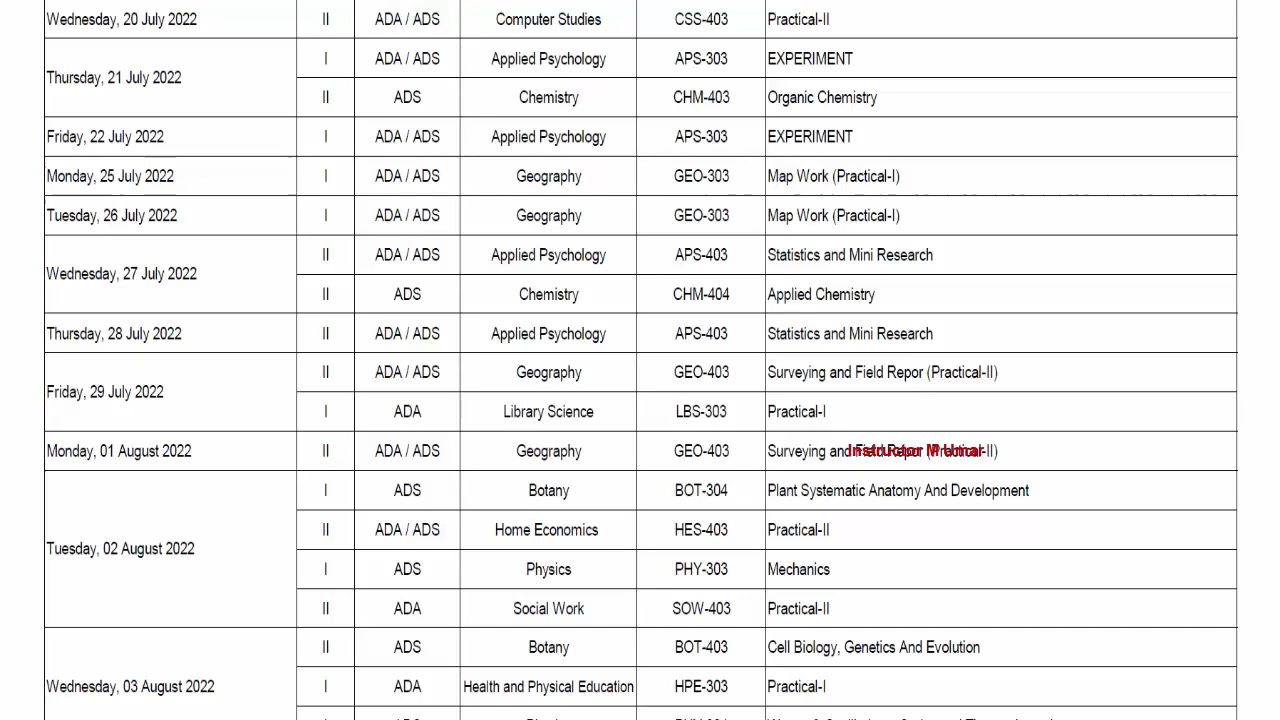 Wednesday, 20 July 2022 II ADA / ADS Computer Studies CSS-403 Practical-II
Thursday, 21 July 2022 I ADA / ADS Applied Psychology APS-303 EXPERIMENT
II ADS Chemistry CHM-403 Organic Chemistry
Friday, 22 July 2022 I ADA / ADS Applied Psychology APS-303 EXPERIMENT
Monday, 25 July 2022 I ADA / ADS Geography GEO-303 Map Work (Practical-I)
Tuesday, 26 July 2022 I ADA / ADS Geography GEO-303 Map Work (Practical-I)
Wednesday, 27 July 2022 II ADA / ADS Applied Psychology APS-403 Statistics and Mini Research
II ADS Chemistry CHM-404 Applied Chemistry
Thursday, 28 July 2022 II ADA / ADS Applied Psychology APS-403 Statistics and Mini Research
Friday, 29 July 2022 II ADA / ADS Geography GEO-403 Surveying and Field Repor (Practical-II)
I ADA Library Science LBS-303 Practical-I
Monday, 01 August 2022 II ADA / ADS Geography GEO-403 Surveying and Field Repor (Practical-II)
Instructor M Umar
Tuesday, 02 August 2022 I ADS Botany BOT-304 Plant Systematic Anatomy And Development
II ADA / ADS Home Economics HES-403 Practical-II
I ADS Physics PHY-303 Mechanics
II ADA Social Work SOW-403 Practical-II
Wednesday, 03 August 2022 II ADS Botany BOT-403 Cell Biology, Genetics And Evolution
I ADA Health and Physical Education HPE-303 Practical-I